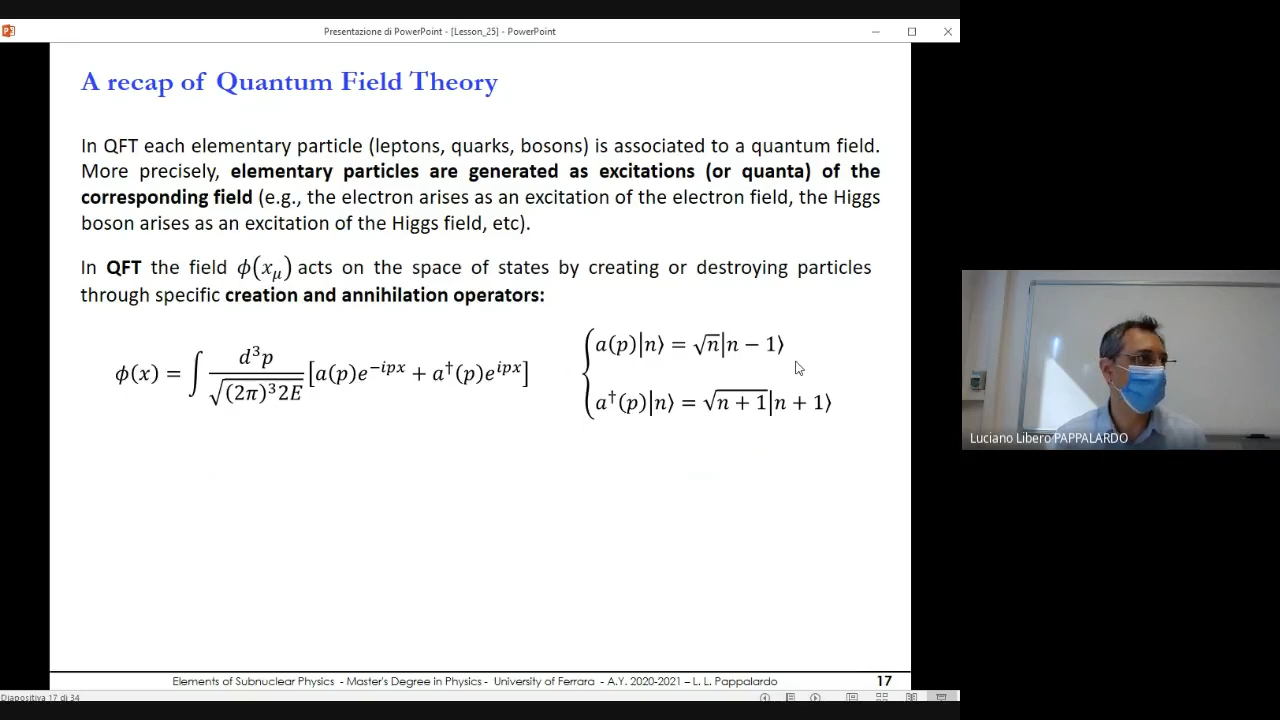 Presentazione di PowerPoint - [Lesson_25] - PowerPoint
A recap of Quantum Field Theory
In QFT each elementary particle (leptons, quarks, bosons) is associated to a quantum field.
More precisely, elementary particles are generated as excitations (or quanta) of the
corresponding field (e.g., the electron arises as an excitation of the electron field, the Higgs
boson arises as an excitation of the Higgs field, etc).
In QFT the field ϕ(xμ) acts on the space of states by creating or destroying particles
through specific creation and annihilation operators:
ϕ(x) = ∫ d³p / √((2π)³2E) [a(p)e^{−ipx} + a†(p)e^{ipx}]
{ a(p)|n⟩ = √n|n − 1⟩
a†(p)|n⟩ = √(n + 1)|n + 1⟩
Luciano Libero PAPPALARDO
Elements of Subnuclear Physics - Master's Degree in Physics - University of Ferrara - A.Y. 2020-2021 – L. L. Pappalardo 17
Diapositiva 17 di 34